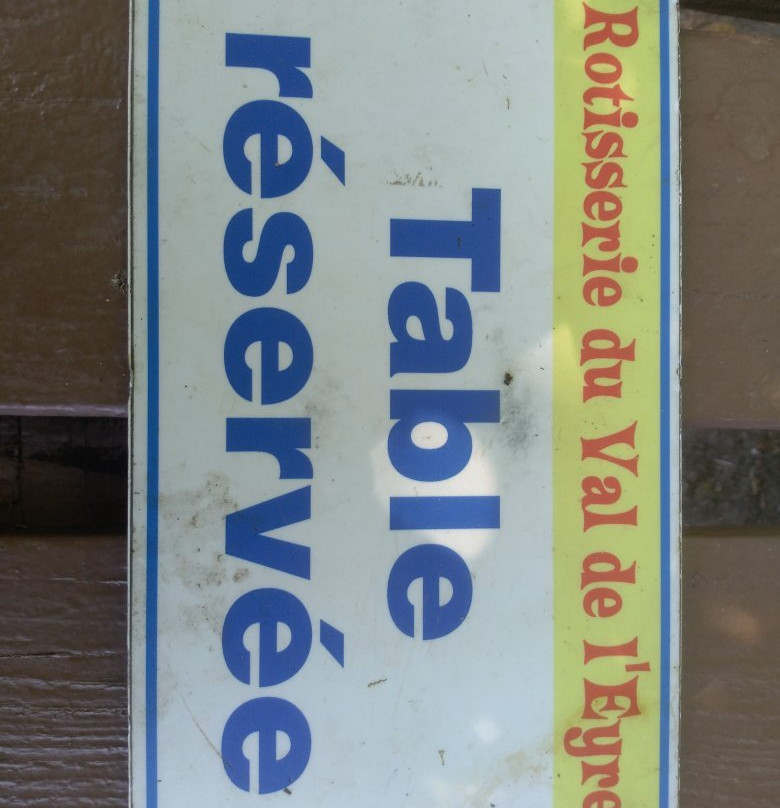 Rotisserie du Val de l'Eyre
Table
réservée